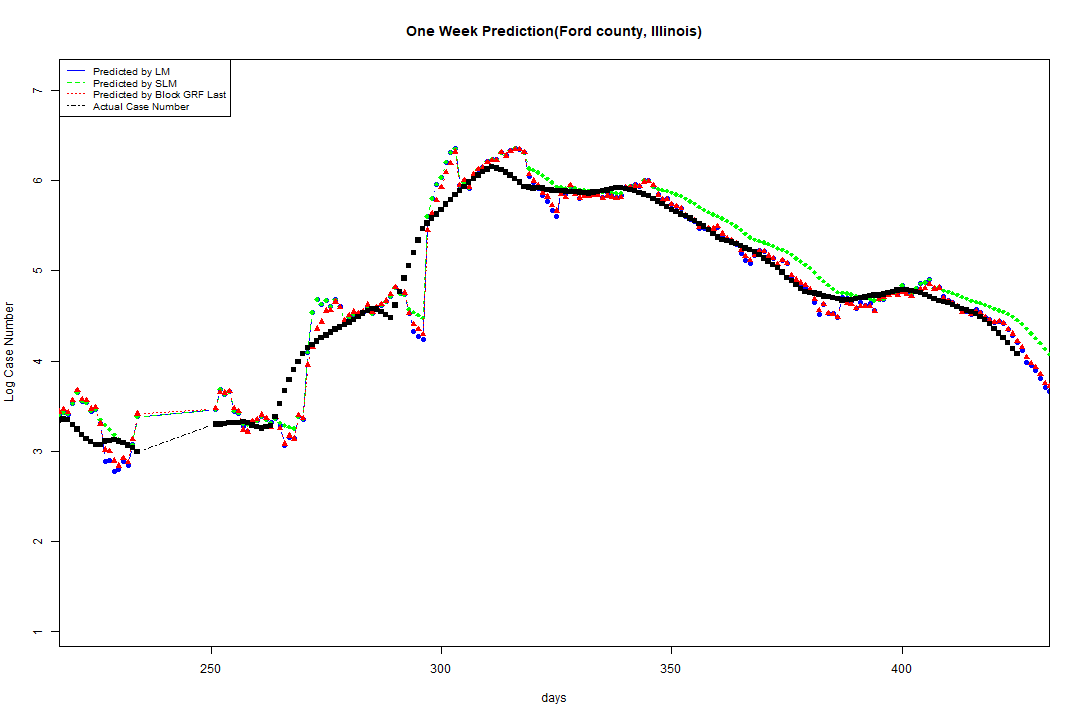 One Week Prediction(Ford county, Illinois)
Predicted by LM
Predicted by SLM
Predicted by Block GRF Last
Actual Case Number
7
6
5
4
3
2
1
Log Case Number
250
300
350
400
days